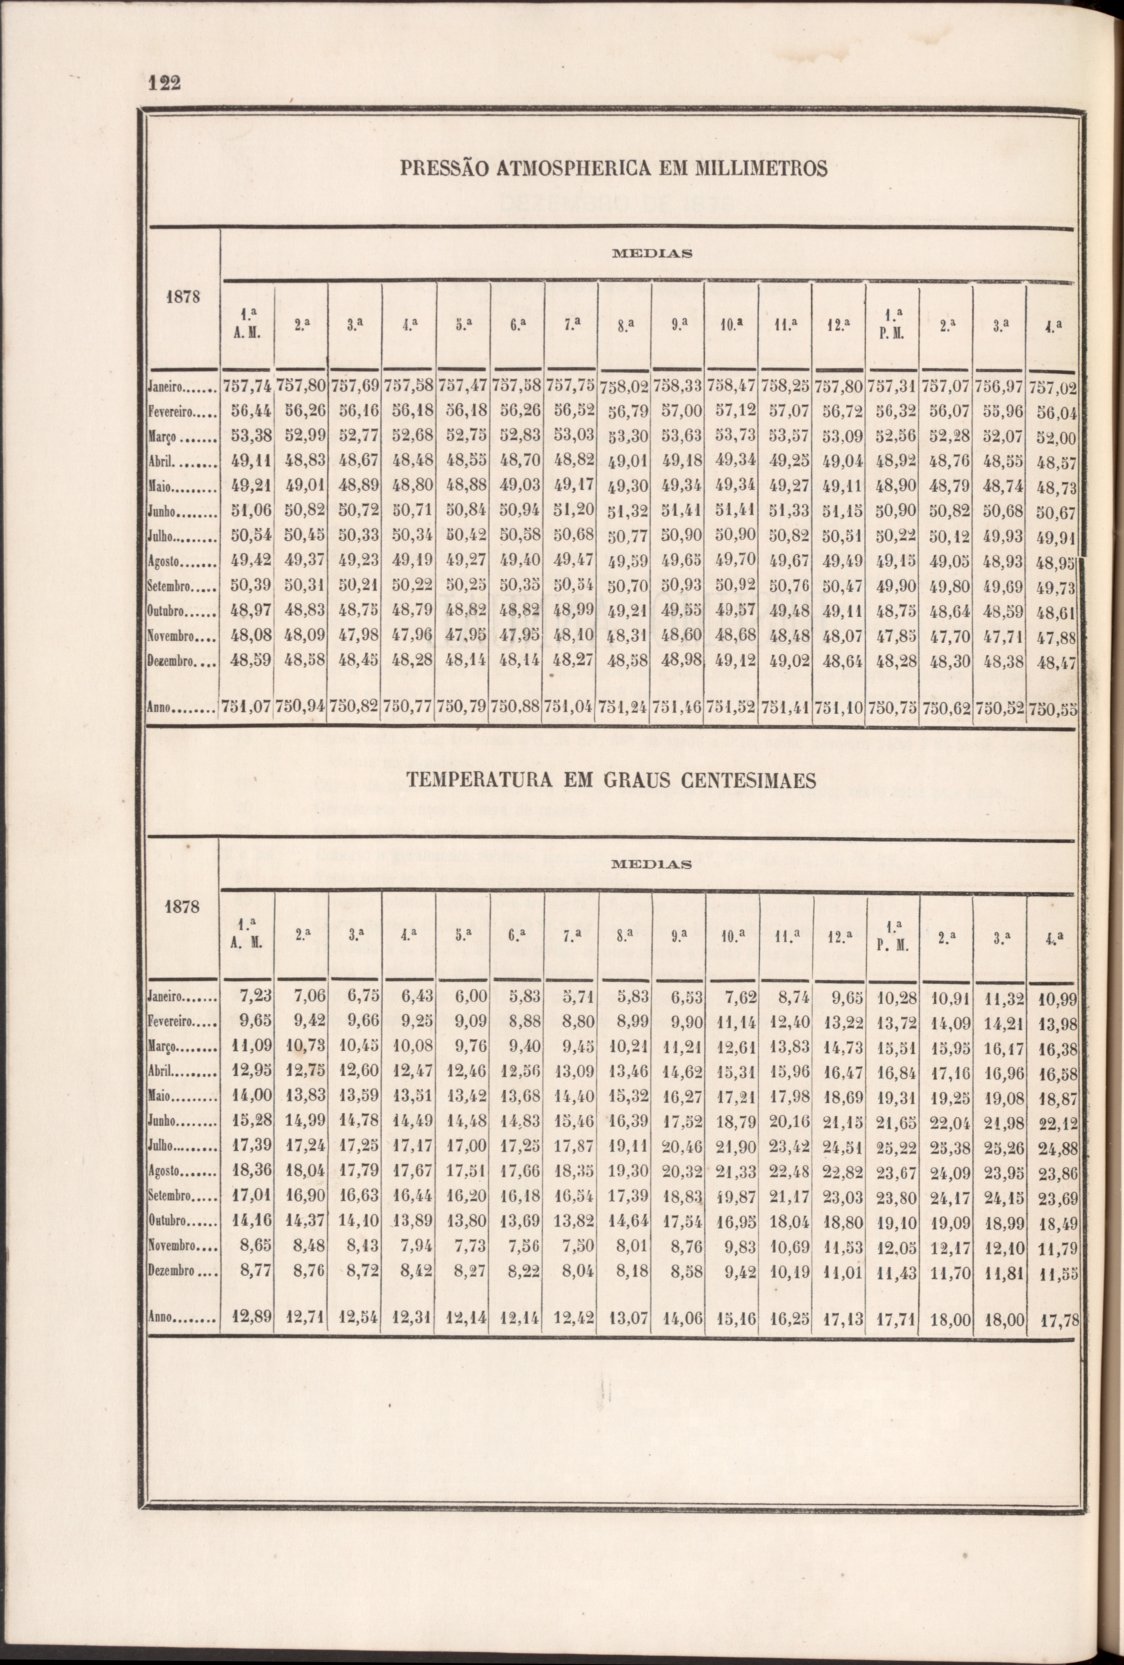 122
PRESSÃO ATMOSPHERICA EM MILLIMETROS
1878 MEDIAS
1.ª A. M. 2.ª 3.ª 4.ª 5.ª 6.ª 7.ª 8.ª 9.ª 10.ª 11.ª 12.ª 1.ª P. M. 2.ª 3.ª 4.ª
Janeiro....... 757,74 757,80 757,69 757,58 757,47 757,58 757,75 758,02 758,33 758,47 758,25 757,80 757,31 757,07 756,97 757,02
Fevereiro..... 56,44 56,26 56,16 56,18 56,18 56,26 56,52 56,79 57,00 57,12 57,07 56,72 56,32 56,07 55,96 56,04
Março ....... 53,38 52,99 52,77 52,68 52,75 52,83 53,03 53,30 53,63 53,73 53,57 53,09 52,56 52,28 52,07 52,00
Abril. ........ 49,11 48,83 48,67 48,48 48,55 48,70 48,82 49,01 49,18 49,34 49,25 49,04 48,92 48,76 48,55 48,57
Maio......... 49,21 49,01 48,89 48,80 48,88 49,03 49,17 49,30 49,34 49,34 49,27 49,11 48,90 48,79 48,74 48,73
Junho........ 51,06 50,82 50,72 50,71 50,84 50,94 51,20 51,32 51,41 51,41 51,33 51,15 50,90 50,82 50,68 50,67
Julho......... 50,54 50,45 50,33 50,34 50,42 50,58 50,68 50,77 50,90 50,90 50,82 50,51 50,22 50,12 49,93 49,91
Agosto....... 49,42 49,37 49,23 49,19 49,27 49,40 49,47 49,59 49,65 49,70 49,67 49,49 49,15 49,05 48,93 48,95
Setembro..... 50,39 50,31 50,21 50,22 50,25 50,35 50,54 50,70 50,93 50,92 50,76 50,47 49,90 49,80 49,69 49,73
Outubro...... 48,97 48,83 48,75 48,79 48,82 48,82 48,99 49,21 49,55 49,57 49,48 49,11 48,75 48,64 48,59 48,61
Novembro.... 48,08 48,09 47,98 47,96 47,95 47,95 48,10 48,31 48,60 48,68 48,48 48,07 47,85 47,70 47,71 47,88
Dezembro.... 48,59 48,58 48,45 48,28 48,14 48,14 48,27 48,58 48,98 49,12 49,02 48,64 48,28 48,30 48,38 48,47
Anno........ 751,07 750,94 750,82 750,77 750,79 750,88 751,04 751,24 751,46 751,52 751,41 751,10 750,75 750,62 750,52 750,55
TEMPERATURA EM GRAUS CENTESIMAES
1878 MEDIAS
1.ª A. M. 2.ª 3.ª 4.ª 5.ª 6.ª 7.ª 8.ª 9.ª 10.ª 11.ª 12.ª 1.ª P. M. 2.ª 3.ª 4.ª
Janeiro....... 7,23 7,06 6,75 6,43 6,00 5,83 5,71 5,83 6,53 7,62 8,74 9,65 10,28 10,91 11,32 10,99
Fevereiro..... 9,65 9,42 9,66 9,25 9,09 8,88 8,80 8,99 9,90 11,14 12,40 13,22 13,72 14,09 14,21 13,98
Março........ 11,09 10,73 10,45 10,08 9,76 9,40 9,45 10,21 11,21 12,61 13,83 14,73 15,51 15,95 16,17 16,38
Abril......... 12,95 12,75 12,60 12,47 12,46 12,56 13,09 13,46 14,62 15,31 15,96 16,47 16,84 17,16 16,96 16,58
Maio......... 14,00 13,83 13,59 13,51 13,42 13,68 14,40 15,32 16,27 17,21 17,98 18,69 19,31 19,25 19,08 18,87
Junho........ 15,28 14,99 14,78 14,49 14,48 14,83 15,46 16,39 17,52 18,79 20,16 21,15 21,65 22,04 21,98 22,12
Julho......... 17,39 17,24 17,25 17,17 17,00 17,25 17,87 19,11 20,46 21,90 23,42 24,51 25,22 25,38 25,26 24,88
Agosto....... 18,36 18,04 17,79 17,67 17,51 17,66 18,35 19,30 20,32 21,33 22,48 22,82 23,67 24,09 23,95 23,86
Setembro..... 17,01 16,90 16,63 16,44 16,20 16,18 16,54 17,39 18,83 19,87 21,17 23,03 23,80 24,17 24,15 23,69
Outubro...... 14,16 14,37 14,10 13,89 13,80 13,69 13,82 14,64 17,54 16,95 18,04 18,80 19,10 19,09 18,99 18,49
Novembro.... 8,65 8,48 8,13 7,94 7,73 7,56 7,50 8,01 8,76 9,83 10,69 11,53 12,05 12,17 12,10 11,79
Dezembro .... 8,77 8,76 8,72 8,42 8,27 8,22 8,04 8,18 8,58 9,42 10,19 11,01 11,43 11,70 11,81 11,55
Anno........ 12,89 12,71 12,54 12,31 12,14 12,14 12,42 13,07 14,06 15,16 16,25 17,13 17,71 18,00 18,00 17,78